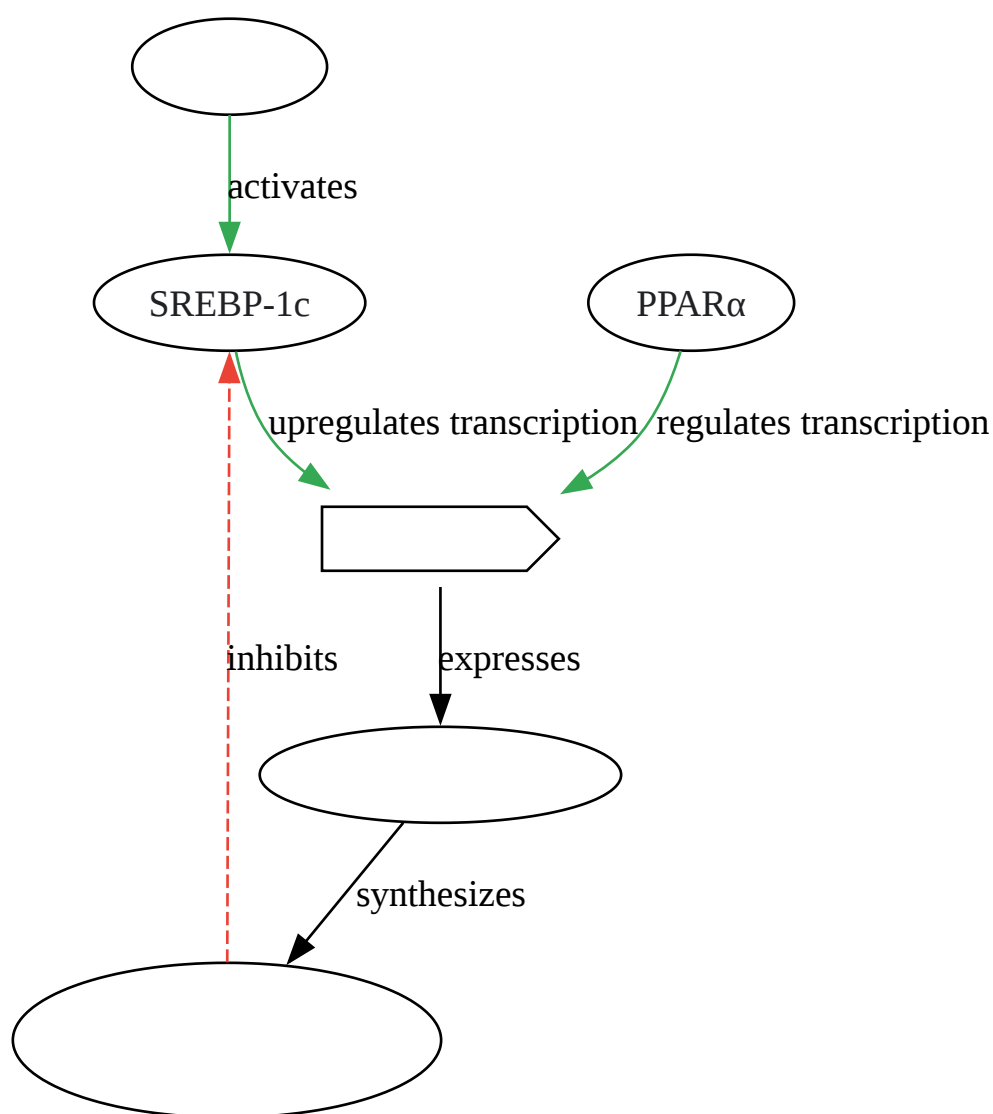 activates
SREBP-1c
PPARα
upregulates transcription
regulates transcription
inhibits
expresses
synthesizes